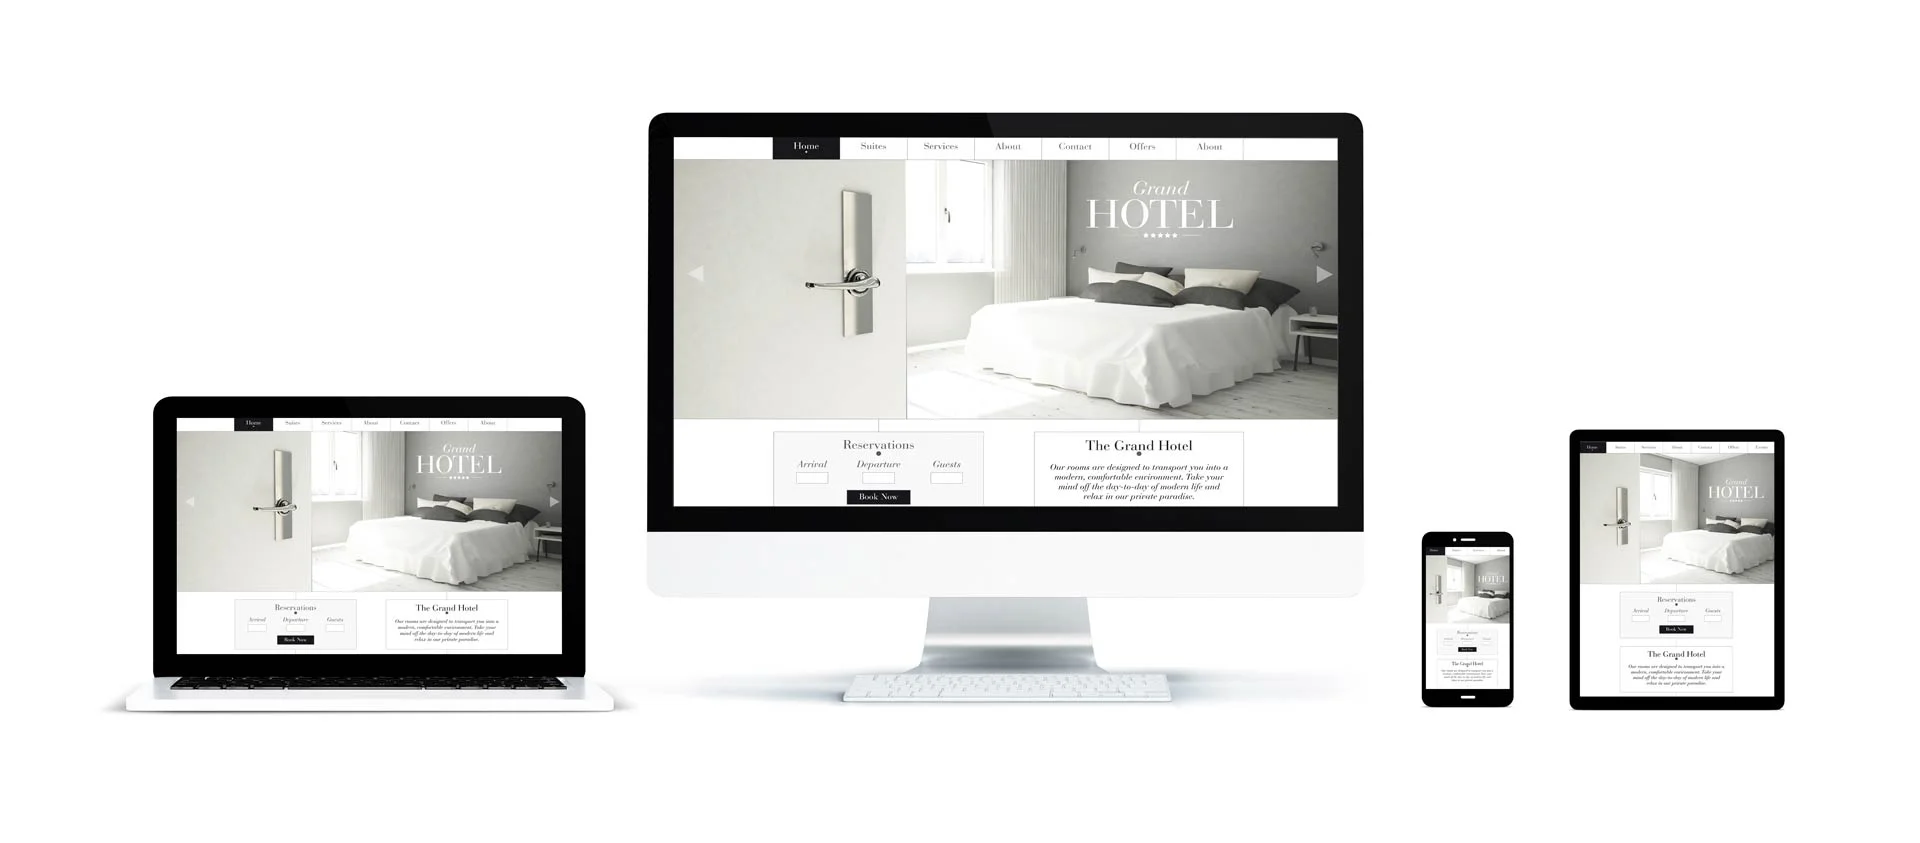 Home Suites Services About Contact Offers About
Grand
HOTEL
Reservations
Arrival Departure Guests
Book Now
The Grand Hotel
Our rooms are designed to transport you into a
modern, comfortable environment. Take your
mind off the day-to-day of modern life and
relax in our private paradise.
Home Suites Services About Contact Offers About
Grand
HOTEL
Reservations
Arrival Departure Guests
Book Now
The Grand Hotel
Our rooms are designed to transport you into a
modern, comfortable environment. Take your
mind off the day-to-day of modern life and
relax in our private paradise.
Grand
HOTEL
Reservations
Book Now
The Grand Hotel
Home Suites Services About Contact Offers Events
Grand
HOTEL
Reservations
Arrival Departure Guests
Book Now
The Grand Hotel
Our rooms are designed to transport you into a
modern, comfortable environment. Take your
mind off the day-to-day of modern life and
relax in our private paradise.